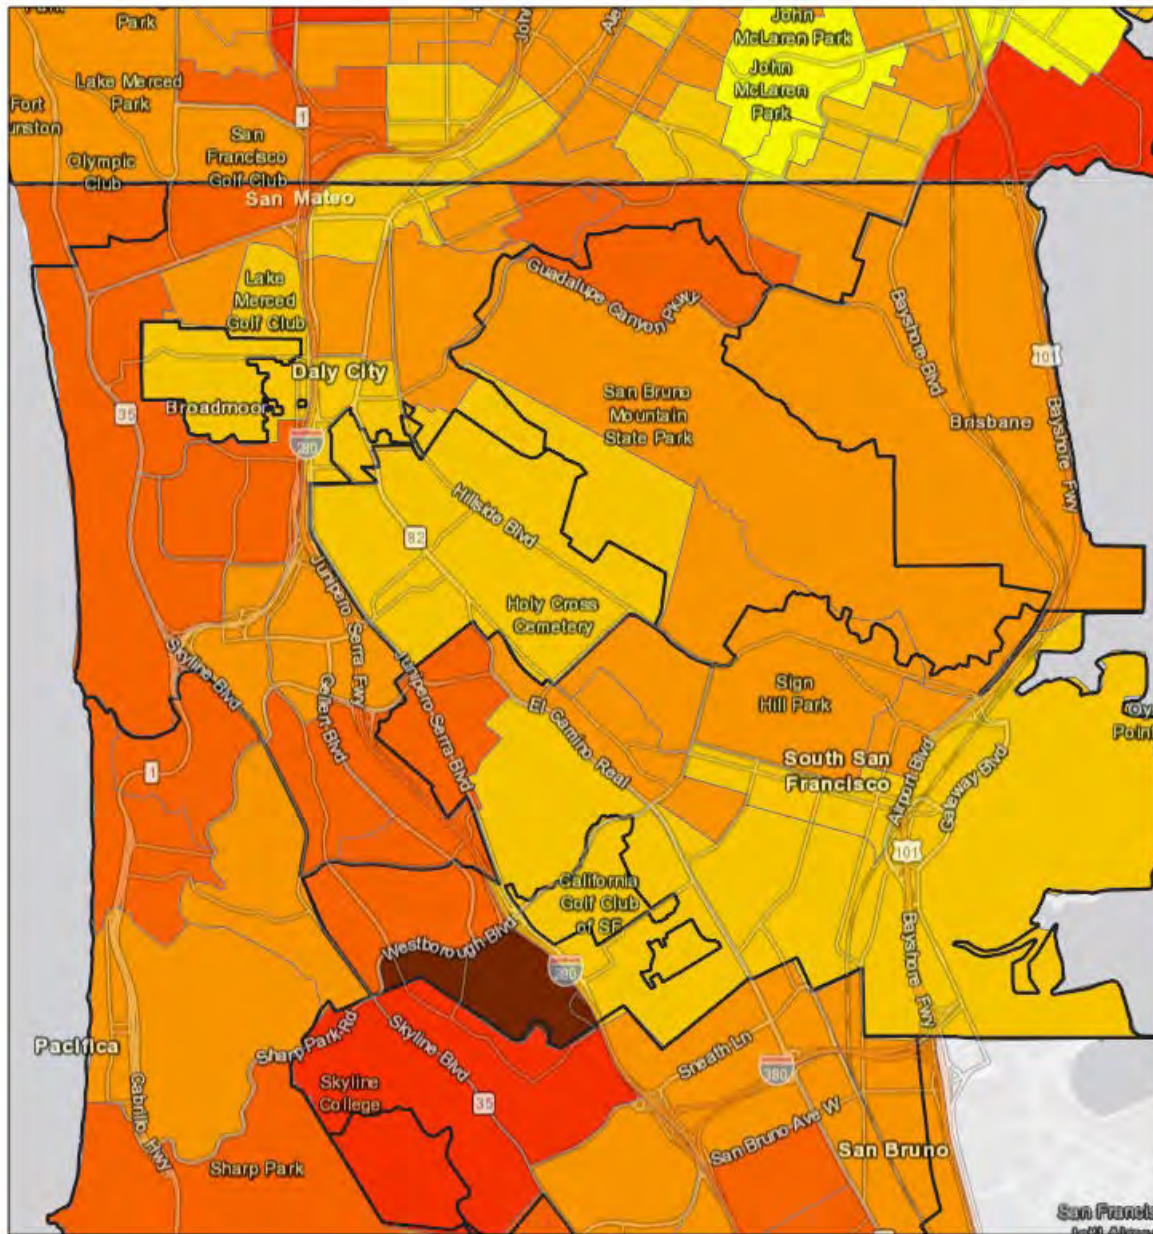 Park
John
McLaren Park
Lake Merced
Park
John
McLaren
Park
Fort
1
San
Francisco
Golf Club
Olympic
Club
San Mateo
Guadalupe Canyon Pkwy
Lake
Merced
Golf Club
Bayshore Blvd
101
Daly City
Broadmoor
35
San Bruno
Mountain
State Park
Brisbane
280
Bayshore Fwy
Hillside Blvd
82
Junipero Serra Fwy
Holy Cross
Cemetery
Skyline Blvd
Junipero Serra Blvd
Gellert Blvd
Sign
Hill Park
El Camino Real
Point
1
South San
Francisco
Airport Blvd
Gateway Blvd
101
California
Golf Club
of SF
Westborough Blvd
Bayshore Fwy
280
Pacifica
Sharp Park Rd
Skyline Blvd
Sneath Ln
380
Skyline
College
35
Cabrillo Hwy
San Bruno Ave W
San Bruno
Sharp Park